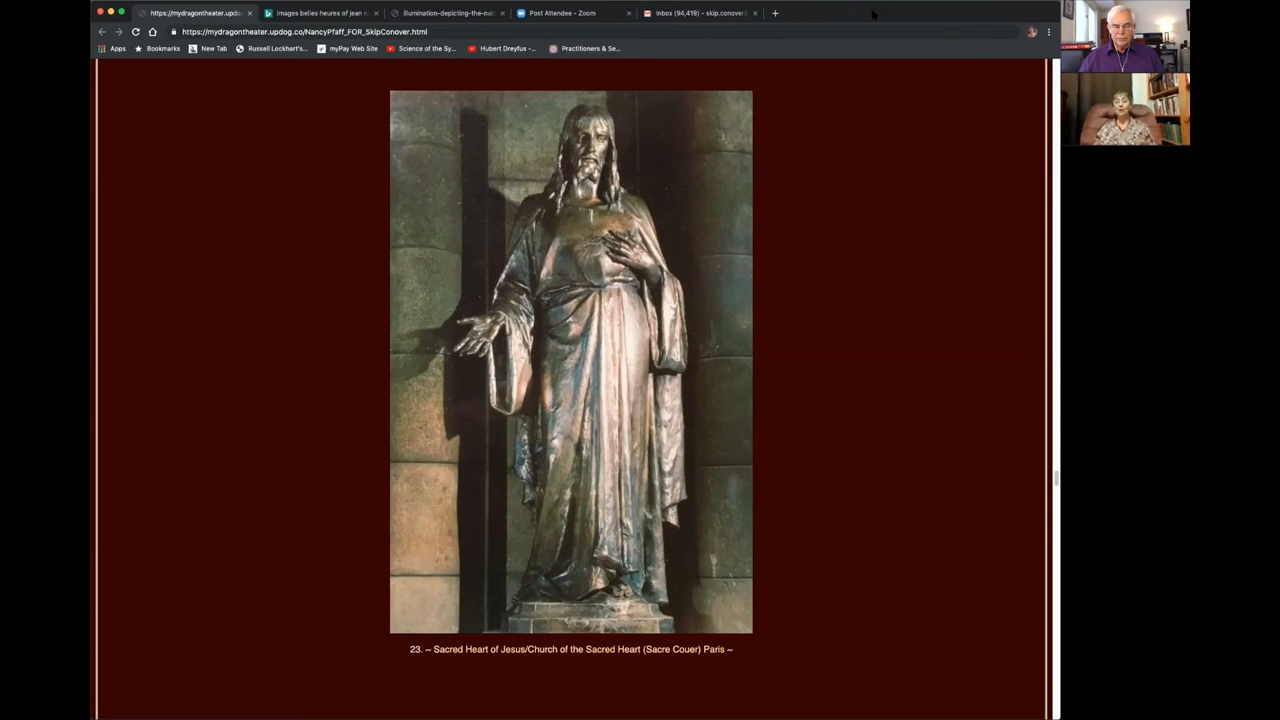 https://mydragontheater.updo
images belles heures de jean
illumination-depicting-the-nat
Post Attendee - Zoom
Inbox (94,419) - skip.conover
https://mydragontheater.updog.co/NancyPfaff_FOR_SkipConover.html
Apps
Bookmarks
New Tab
Russell Lockhart's...
myPay Web Site
Science of the Sy...
Hubert Dreyfus -...
Practitioners & Se...
23. ~ Sacred Heart of Jesus/Church of the Sacred Heart (Sacre Couer) Paris ~